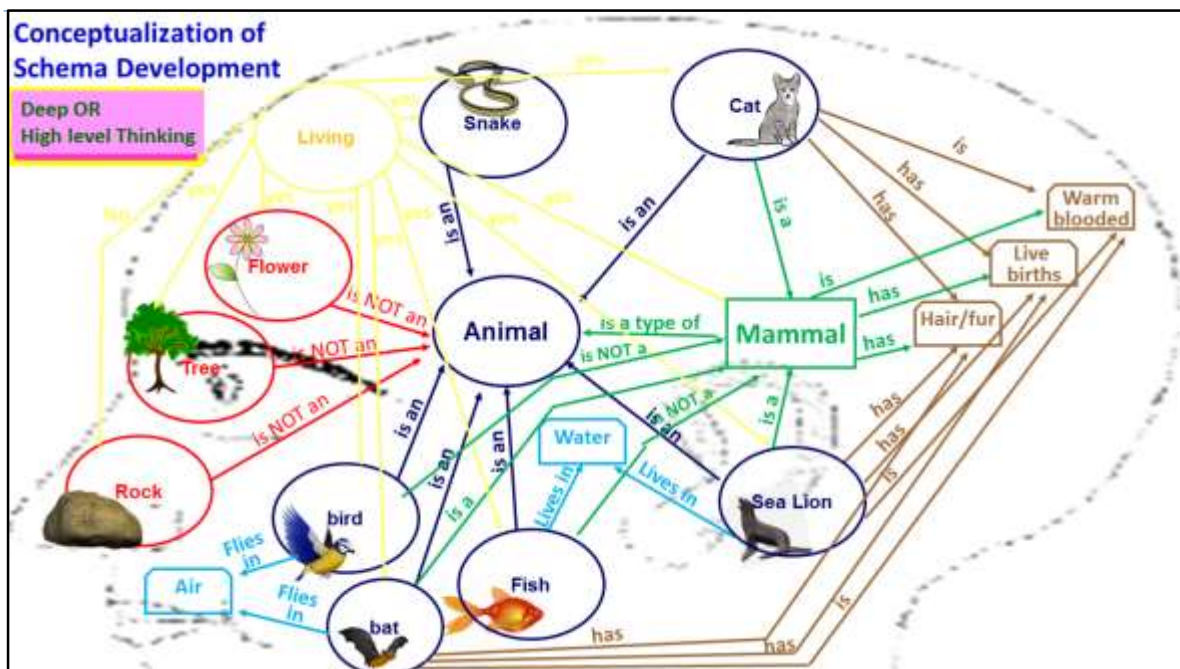 Conceptualization of
Schema Development
Deep OR
High level Thinking
Living
yes
Snake
Cat
is an
is an
is a
is
has
has
Warm
blooded
Live
births
Hair/fur
yes
yes
yes
yes
yes
no
Flower
is NOT an
Tree
is NOT an
Rock
is NOT an
Animal
is a type of
is NOT a
Mammal
is
has
has
is an
is an
is an
is an
is a
is NOT a
is a
Water
Lives in
Lives in
has
has
is
Sea Lion
bird
Flies
in
Air
Flies
in
bat
Fish
has
has
is